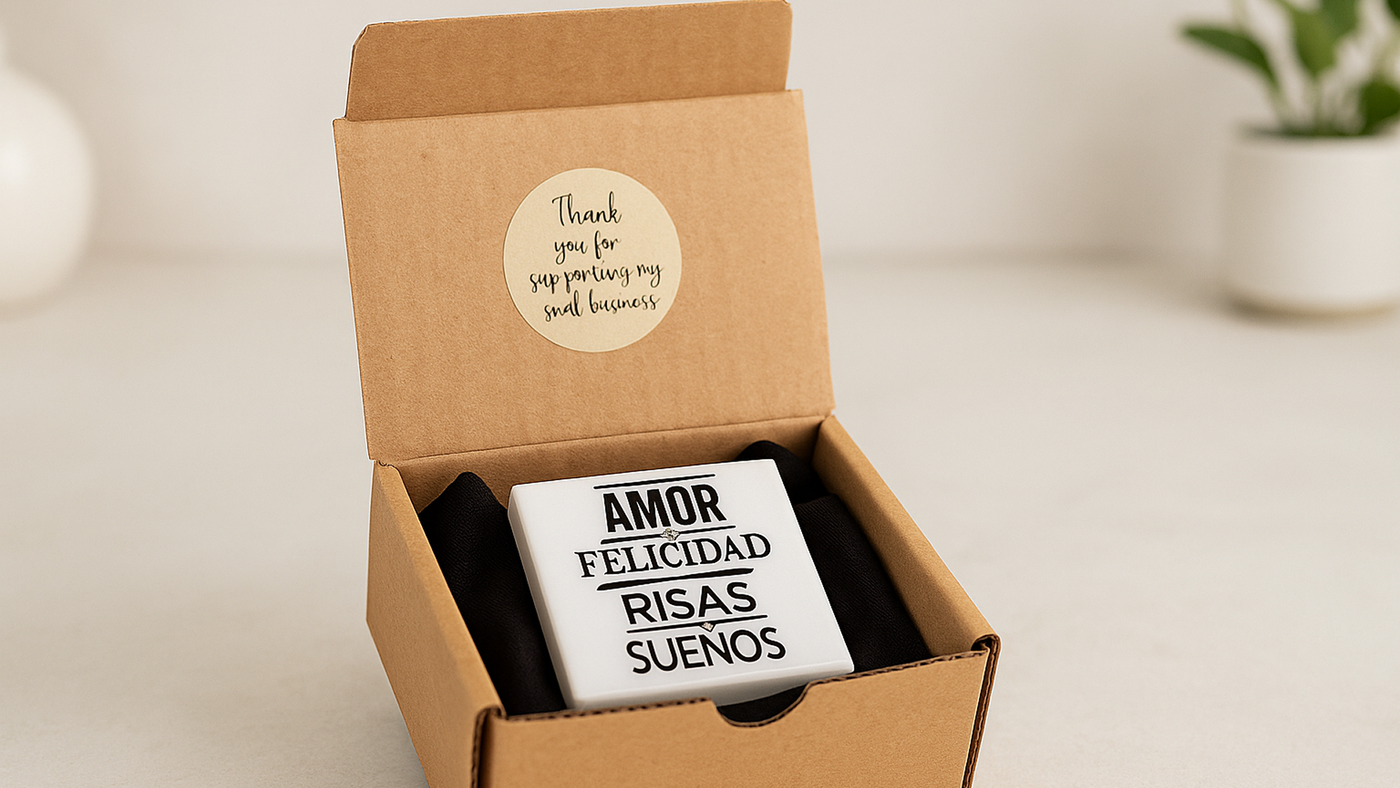 Thank
you for
sup porting my
snal business
AMOR
FELICIDAD
RISAS
SUENOS